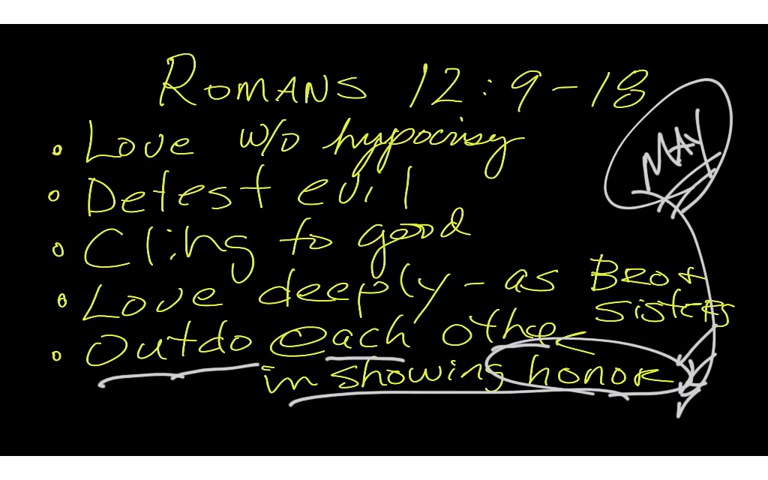 ROMANS 12:9-18
• Love w/o hypocrisy
• Detest evil
• Cling to good
• Love deeply - as BRO +
SISTERS
• Outdo each other
in showing honor
MAY